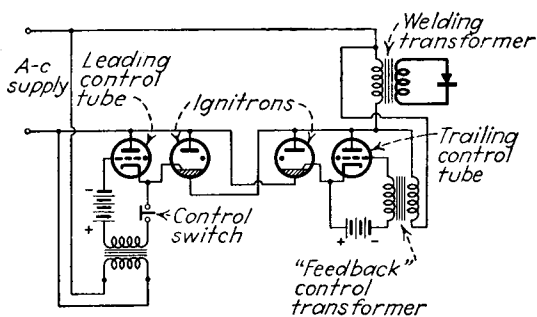 Welding
transformer
Leading
control
tube
A-c
supply
Ignitrons
Trailing
control
tube
-
+
Control
switch
+
-
"Feedback"
control
transformer